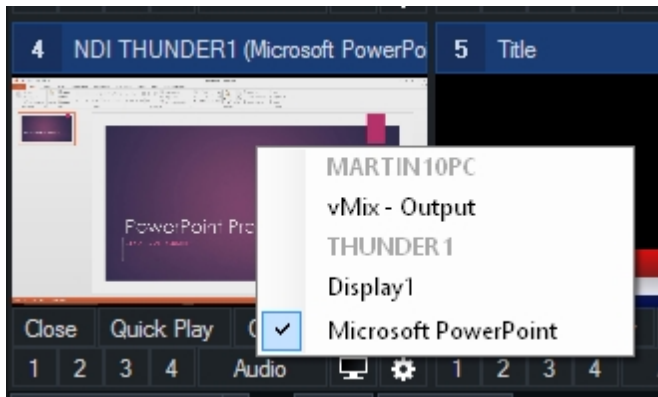 4 NDI THUNDER1 (Microsoft PowerPo
5 Title
MARTIN10PC
vMix - Output
THUNDER1
Display1
Microsoft PowerPoint
PowerPoint Pre
Close Quick Play
1 2 3 4 Audio 1 2 3 4